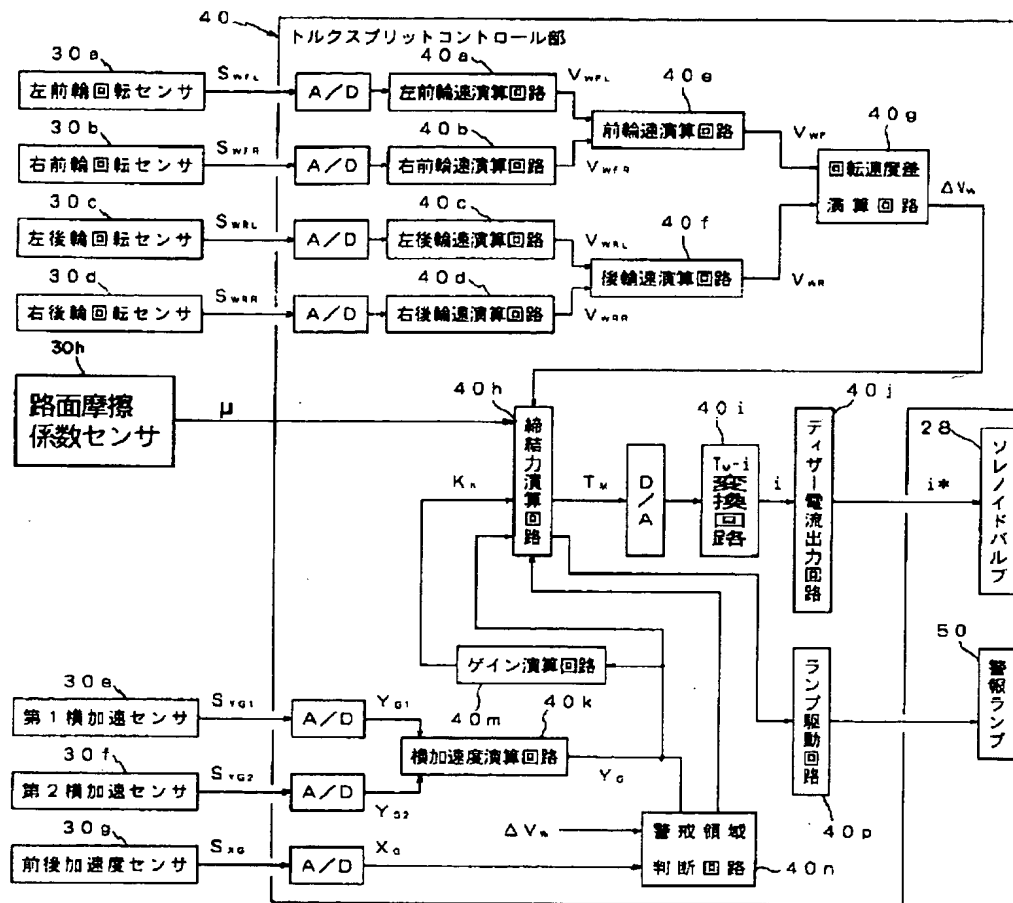 40
トルクスプリットコントロール部
30a
左前輪回転センサ
SWFL
A/D
40a
左前輪速演算回路
VWFL
30b
右前輪回転センサ
SWFR
A/D
40b
右前輪速演算回路
VWFR
40e
前輪速演算回路
VWF
40g
回転速度差
演算回路
ΔVW
30c
左後輪回転センサ
SWRL
A/D
40c
左後輪速演算回路
VWRL
30d
右後輪回転センサ
SWRR
A/D
40d
右後輪速演算回路
VWRR
40f
後輪速演算回路
VWR
30h
路面摩擦
係数センサ
μ
40h
締結力演算回路
Kh
TM
D/A
40i
TM-i
変換回路
i
40j
ディザー電流出力回路
i*
28
ソレノイドバルブ
ゲイン演算回路
40m
30e
第1横加速センサ
SYG1
A/D
YG1
40k
横加速度演算回路
YG
30f
第2横加速センサ
SYG2
A/D
YG2
30g
前後加速度センサ
SXG
A/D
XG
ΔVW
警戒領域
判断回路
40n
ランプ駆動回路
40p
50
警報ランプ